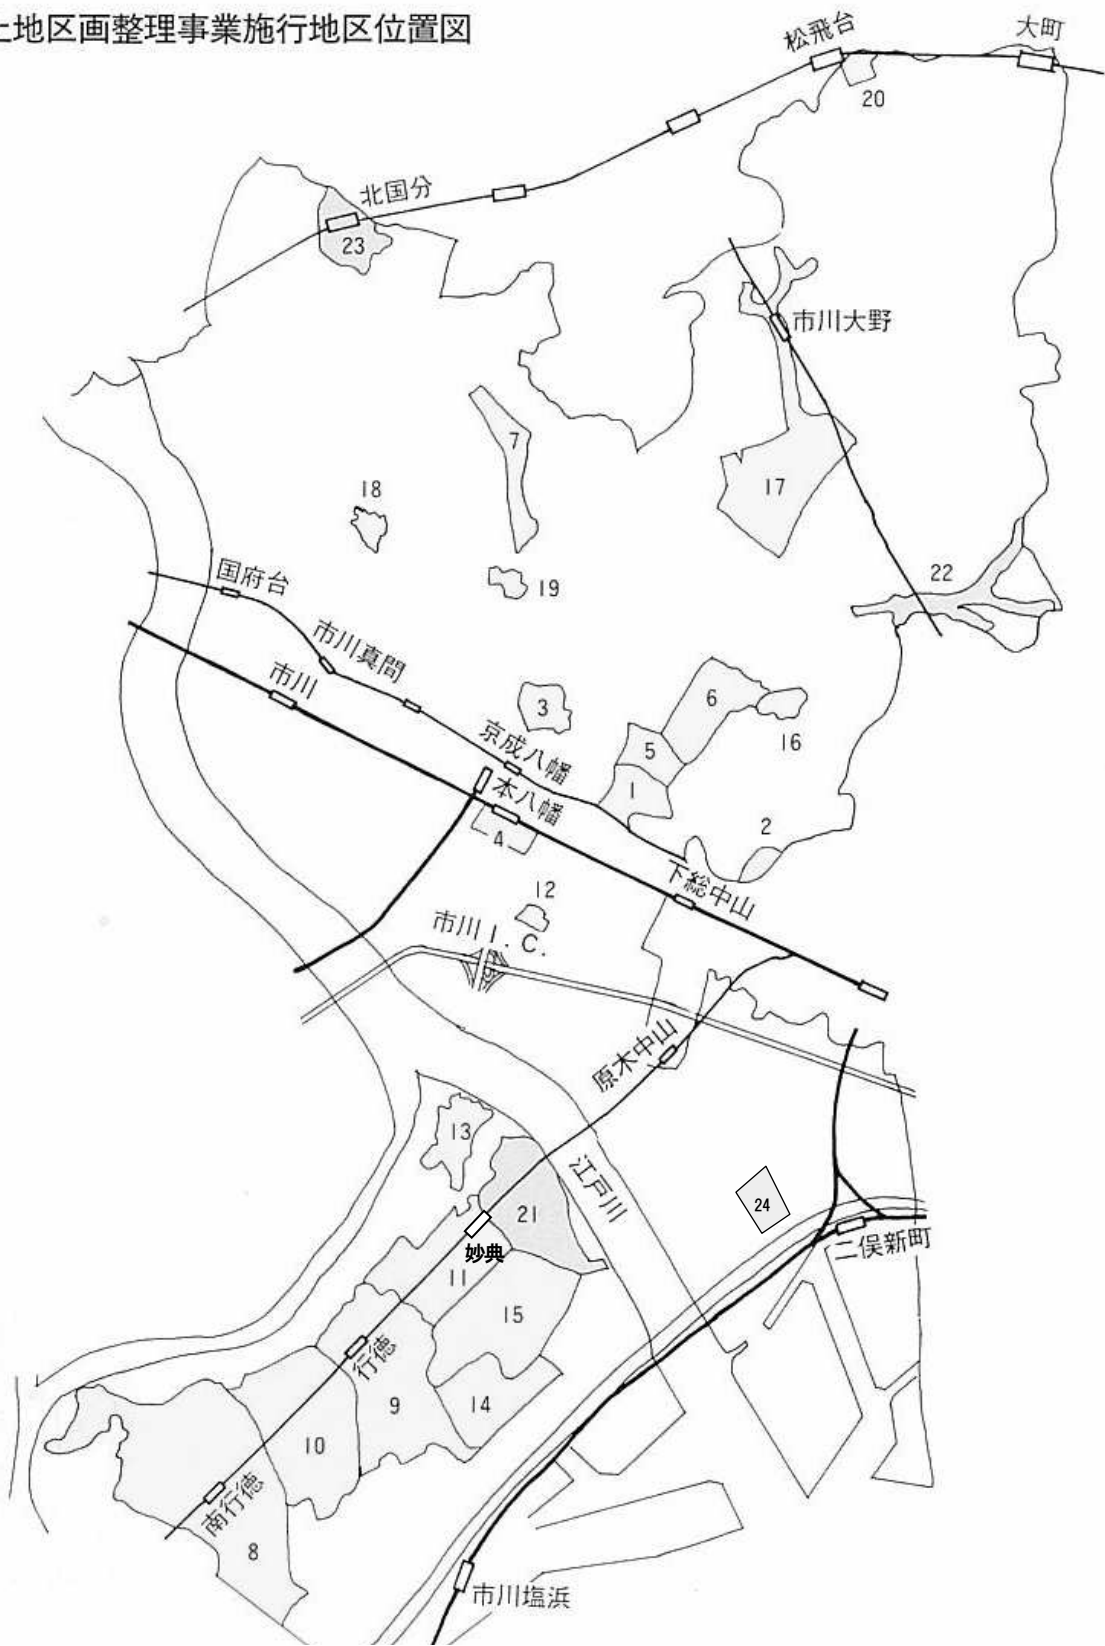 土地区画整理事業施行地区位置図
松飛台
大町
20
北国分
23
市川大野
7
17
18
19
22
国府台
市川真間
市川
3
6
16
京成八幡
5
1
本八幡
4
2
下総中山
12
市川I.C.
原木中山
13
江戸川
21
24
妙典
二俣新町
11
15
行徳
9
14
10
南行徳
8
市川塩浜